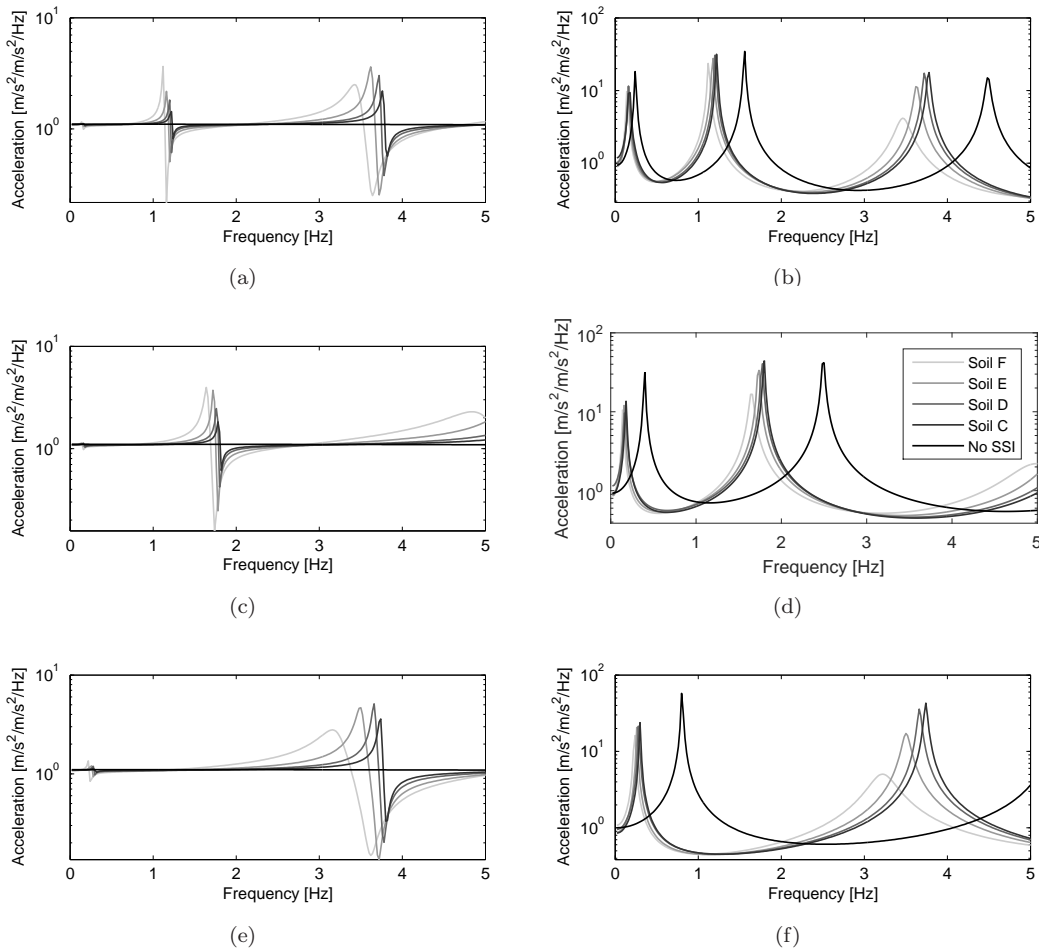 10^1
10^0
Acceleration [m/s^2/m/s^2/Hz]
0 1 2 3 4 5
Frequency [Hz]
(a)
10^2
10^1
10^0
Acceleration [m/s^2/m/s^2/Hz]
0 1 2 3 4 5
Frequency [Hz]
(b)
10^1
10^0
Acceleration [m/s^2/m/s^2/Hz]
0 1 2 3 4 5
Frequency [Hz]
(c)
10^2
10^1
10^0
Acceleration [m/s^2/m/s^2/Hz]
Soil F
Soil E
Soil D
Soil C
No SSI
0 1 2 3 4 5
Frequency [Hz]
(d)
10^1
10^0
Acceleration [m/s^2/m/s^2/Hz]
0 1 2 3 4 5
Frequency [Hz]
(e)
10^2
10^1
10^0
Acceleration [m/s^2/m/s^2/Hz]
0 1 2 3 4 5
Frequency [Hz]
(f)